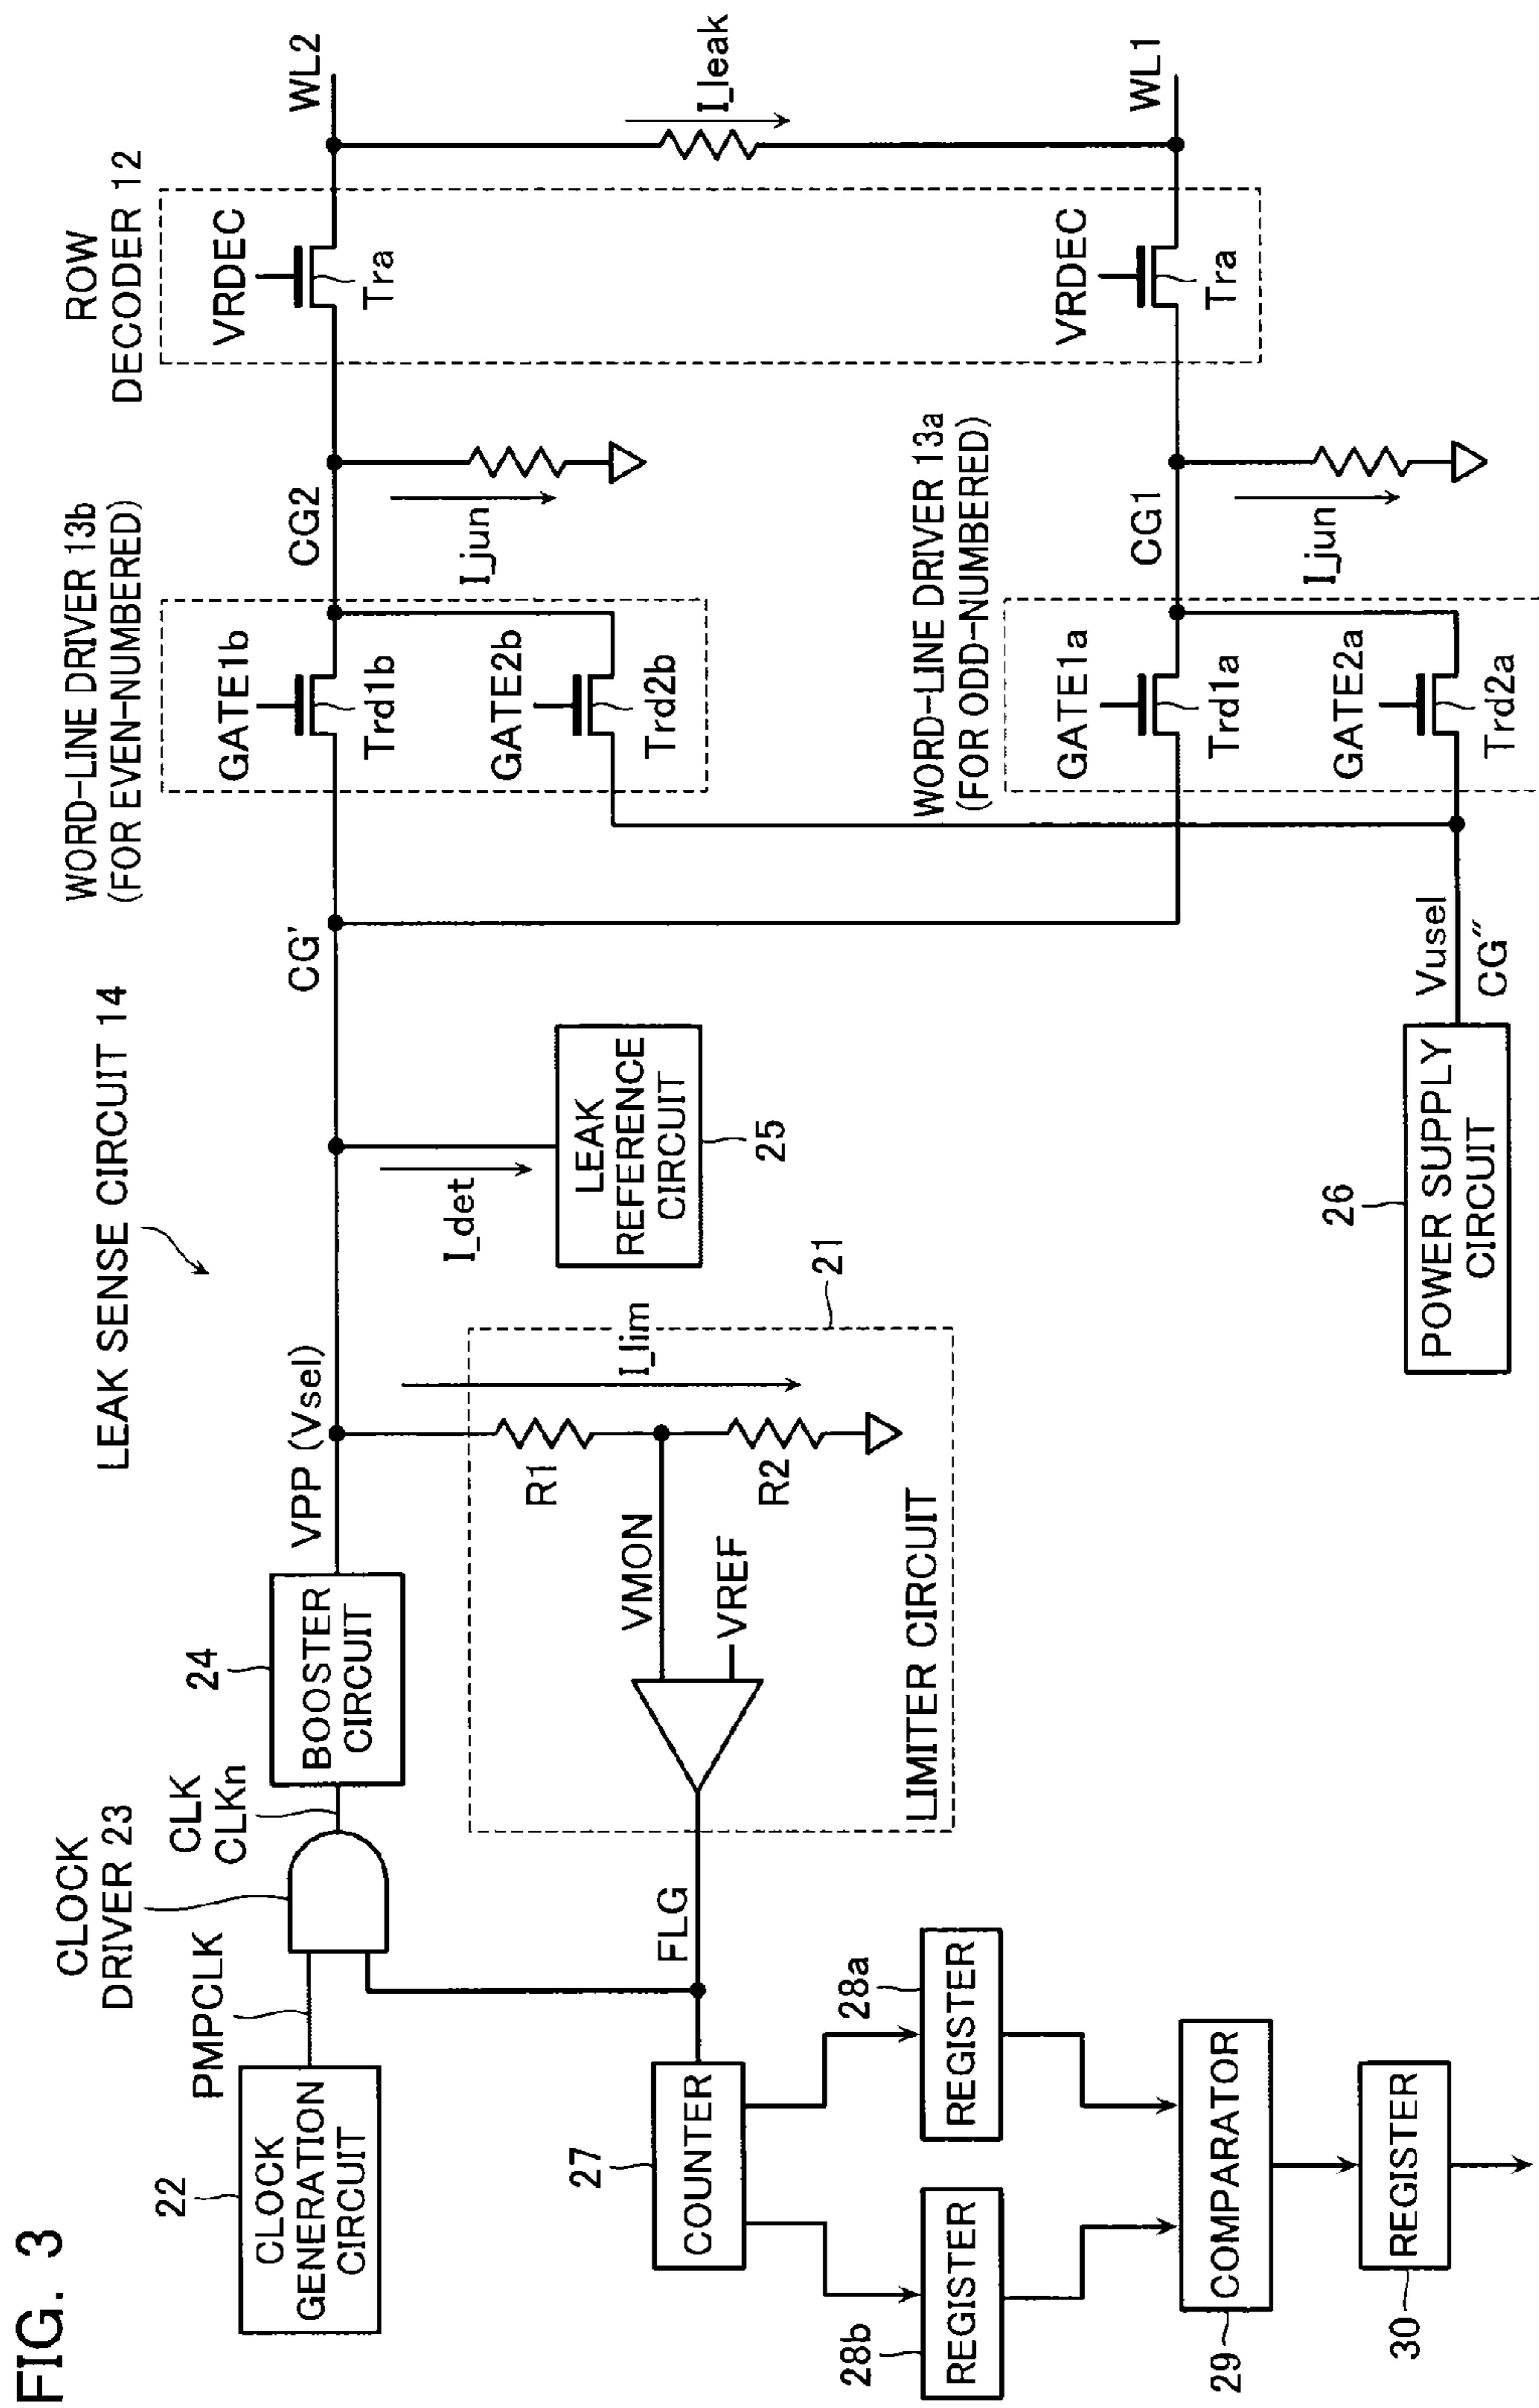 FIG. 3
LEAK SENSE CIRCUIT 14
22
CLOCK
GENERATION
CIRCUIT
PMPCLK
CLOCK
DRIVER 23
CLK
CLKn
24
BOOSTER
CIRCUIT
VPP (Vsel)
CG'
WORD-LINE DRIVER 13b
(FOR EVEN-NUMBERED)
GATE1b
Trd1b
GATE2b
Trd2b
CG2
I_jun
ROW
DECODER 12
VRDEC
Tra
WL2
I_leak
FLG
VMON
VREF
R1
R2
I_lim
21
LIMITER CIRCUIT
I_det
LEAK
REFERENCE
CIRCUIT
25
WORD-LINE DRIVER 13a
(FOR ODD-NUMBERED)
GATE1a
Trd1a
GATE2a
Trd2a
CG1
I_jun
VRDEC
Tra
WL1
27
COUNTER
28a
REGISTER
28b
REGISTER
29
COMPARATOR
30
REGISTER
26
POWER SUPPLY
CIRCUIT
Vusel
CG"